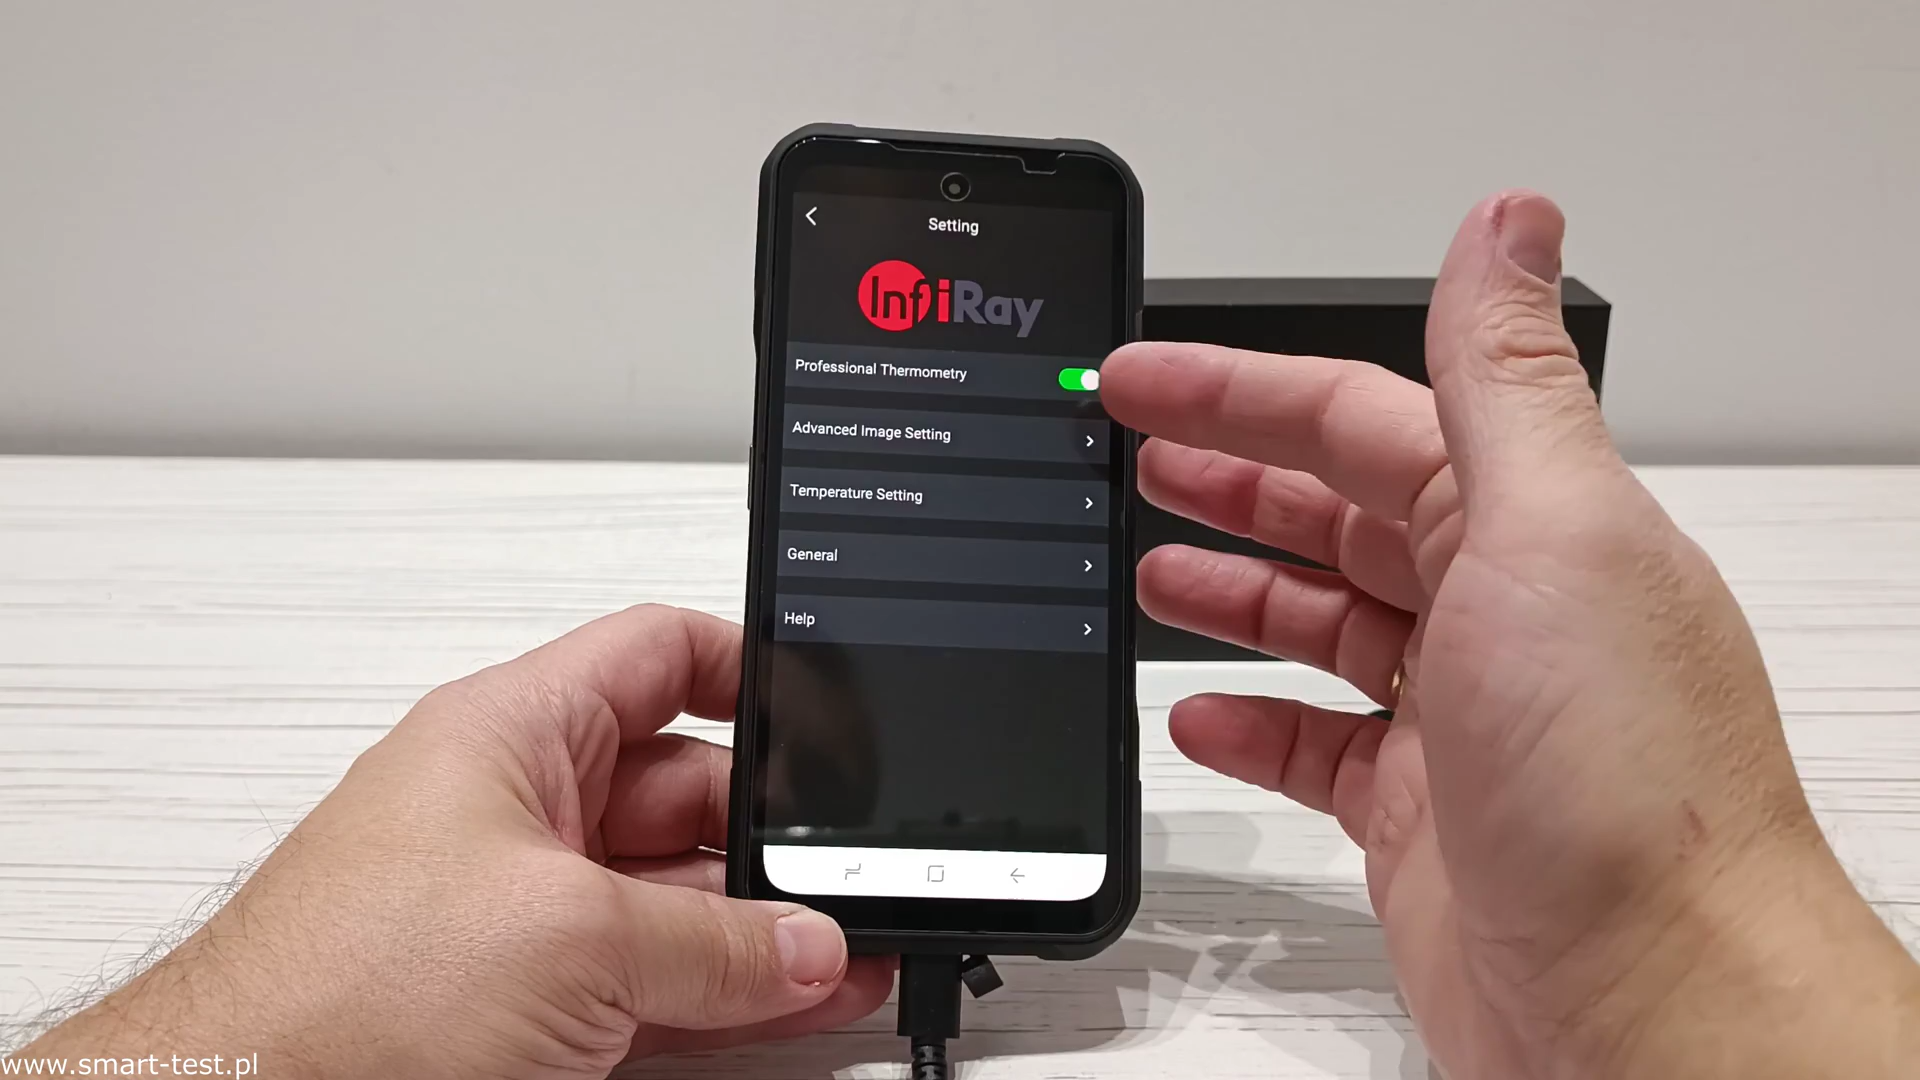 Setting
InfiRay
Professional Thermometry
Advanced Image Setting
Temperature Setting
General
Help
www.smart-test.pl